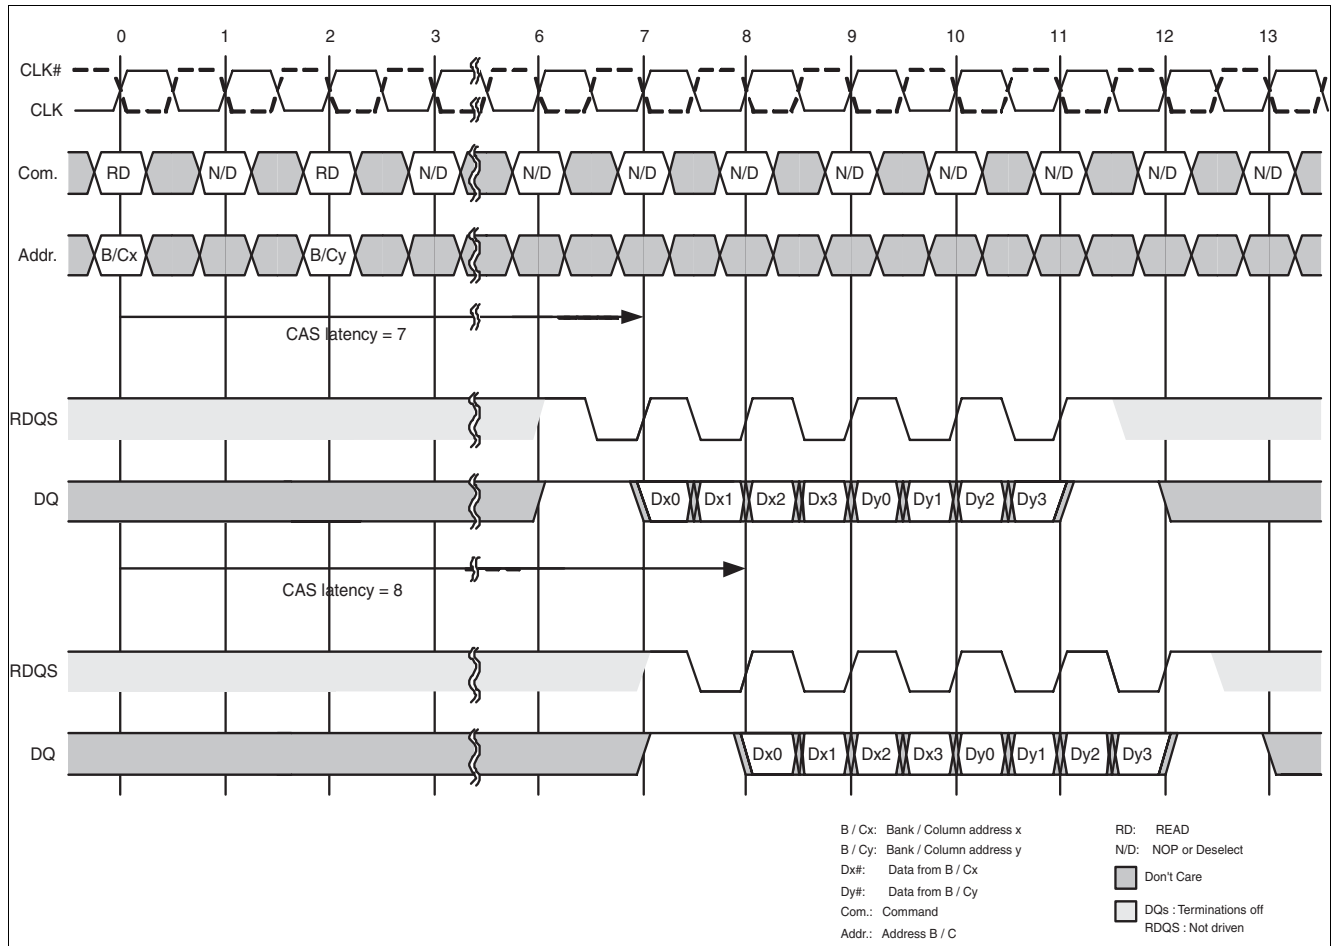 0 1 2 3 6 7 8 9 10 11 12 13
CLK#
CLK
Com. RD N/D RD N/D N/D N/D N/D N/D N/D N/D N/D N/D
Addr. B/Cx B/Cy
CAS latency = 7
RDQS
DQ Dx0 Dx1 Dx2 Dx3 Dy0 Dy1 Dy2 Dy3
CAS latency = 8
RDQS
DQ Dx0 Dx1 Dx2 Dx3 Dy0 Dy1 Dy2 Dy3
B / Cx: Bank / Column address x
B / Cy: Bank / Column address y
Dx#: Data from B / Cx
Dy#: Data from B / Cy
Com.: Command
Addr.: Address B / C
RD: READ
N/D: NOP or Deselect
Don't Care
DQs : Terminations off
RDQS : Not driven